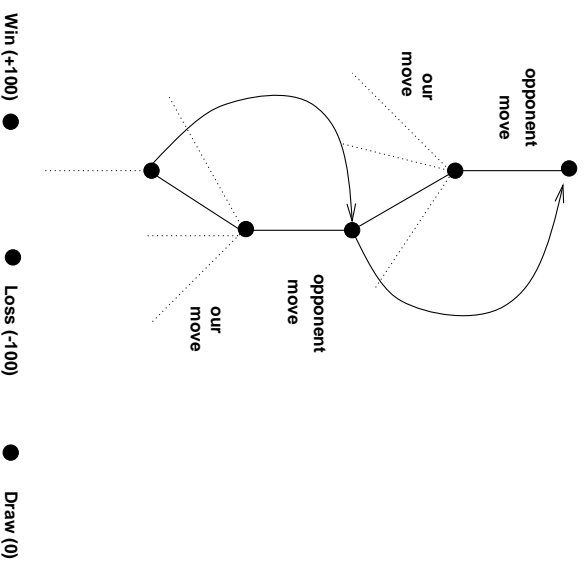 opponent
move
our
move
opponent
move
our
move
Win (+100)
Loss (-100)
Draw (0)